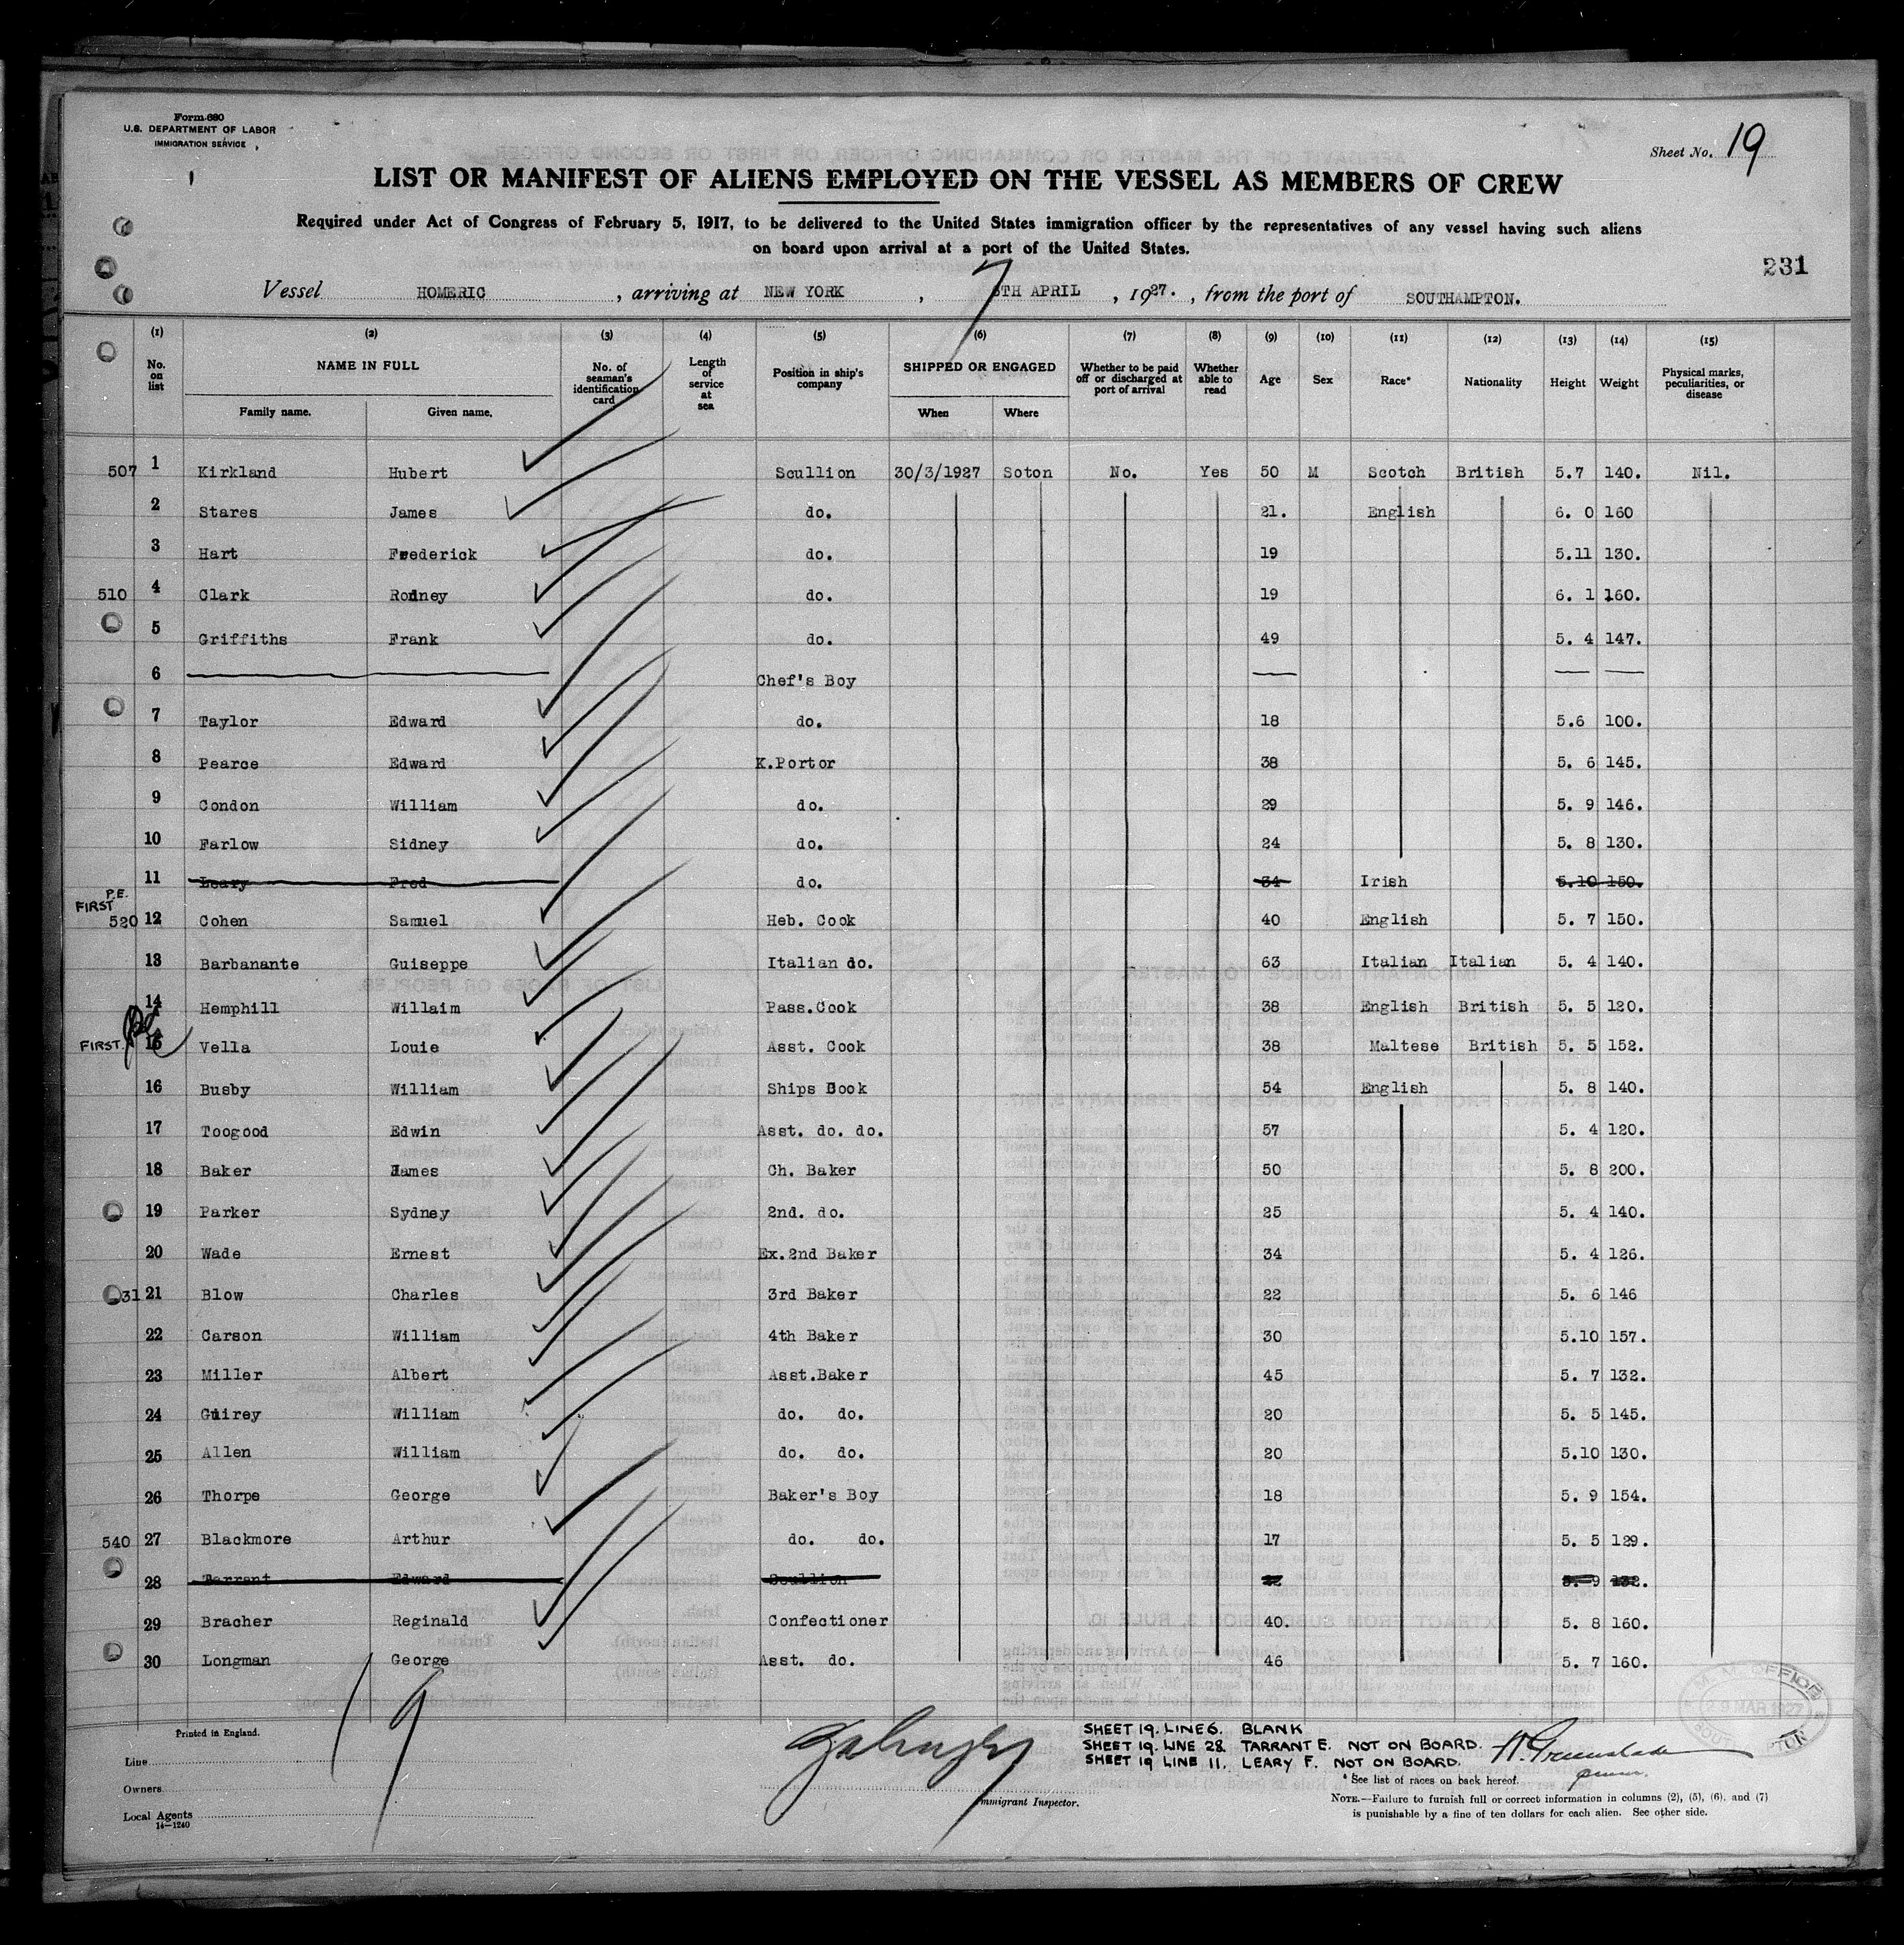 Form 680
U.S. DEPARTMENT OF LABOR
IMMIGRATION SERVICE
Sheet No. 19
LIST OR MANIFEST OF ALIENS EMPLOYED ON THE VESSEL AS MEMBERS OF CREW
Required under Act of Congress of February 5, 1917, to be delivered to the United States immigration officer by the representatives of any vessel having such aliens
on board upon arrival at a port of the United States.
231
Vessel HOMERIC, arriving at NEW YORK, 7 TH APRIL, 1927., from the port of SOUTHAMPTON.
(1) (2) (3) (4) (5) (6) (7) (8) (9) (10) (11) (12) (13) (14) (15)
No. on list NAME IN FULL Family name. Given name. No. of seaman's identification card Length of service at sea Position in ship's company SHIPPED OR ENGAGED When Where Whether to be paid off or discharged at port of arrival Whether able to read Age Sex Race* Nationality Height Weight Physical marks, peculiarities, or disease
507 1 Kirkland Hubert Scullion 30/3/1927 Soton No. Yes 50 M Scotch British 5.7 140. Nil.
2 Stares James do. 21. English 6. 0 160
3 Hart Frederick do. 19 5.11 130.
510 4 Clark Rodney do. 19 6. 1 160.
5 Griffiths Frank do. 49 5. 4 147.
6 Chef's Boy
7 Taylor Edward do. 18 5.6 100.
8 Pearce Edward K.Portor 38 5. 6 145.
9 Condon William do. 29 5. 9 146.
10 Farlow Sidney do. 24 5. 8 130.
11 Leary Fred do. 34 Irish 5.10 150.
P.E.
FIRST
520 12 Cohen Samuel Heb. Cook 40 English 5. 7 150.
13 Barbanante Guiseppe Italian do. 63 Italian Italian 5. 4 140.
14 Hemphill Willaim Pass.Cook 38 English British 5. 5 120.
FIRST. 15 Vella Louie Asst. Cook 38 Maltese British 5. 5 152.
16 Busby William Ships Cook 54 English 5. 8 140.
17 Toogood Edwin Asst. do. do. 57 5. 4 120.
18 Baker James Ch. Baker 50 5. 8 200.
19 Parker Sydney 2nd. do. 25 5. 4 140.
20 Wade Ernest Ex.2nd Baker 34 5. 4 126.
31 21 Blow Charles 3rd Baker 22 5. 6 146
22 Carson William 4th Baker 30 5.10 157.
23 Miller Albert Asst.Baker 45 5. 7 132.
24 Guirey William do. do. 20 5. 5 145.
25 Allen William do. do. 20 5.10 130.
26 Thorpe George Baker's Boy 18 5. 9 154.
540 27 Blackmore Arthur do. do. 17 5. 5 129.
28 Tarrant Edward Scullion 5. 9
29 Bracher Reginald Confectioner 40. 5. 8 160.
30 Longman George Asst. do. 46 5. 7 160.
19
Printed in England.
Line
Owners
Local Agents
14—1240
Immigrant Inspector.
SHEET 19. LINE 6. BLANK
SHEET 19. LINE 28. TARRANT E. NOT ON BOARD.
SHEET 19 LINE 11. LEARY F. NOT ON BOARD.
* See list of races on back hereof.
NOTE.—Failure to furnish full or correct information in columns (2), (5), (6), and (7)
is punishable by a fine of ten dollars for each alien. See other side.
M. M. OFFICE
29 MAR 1927